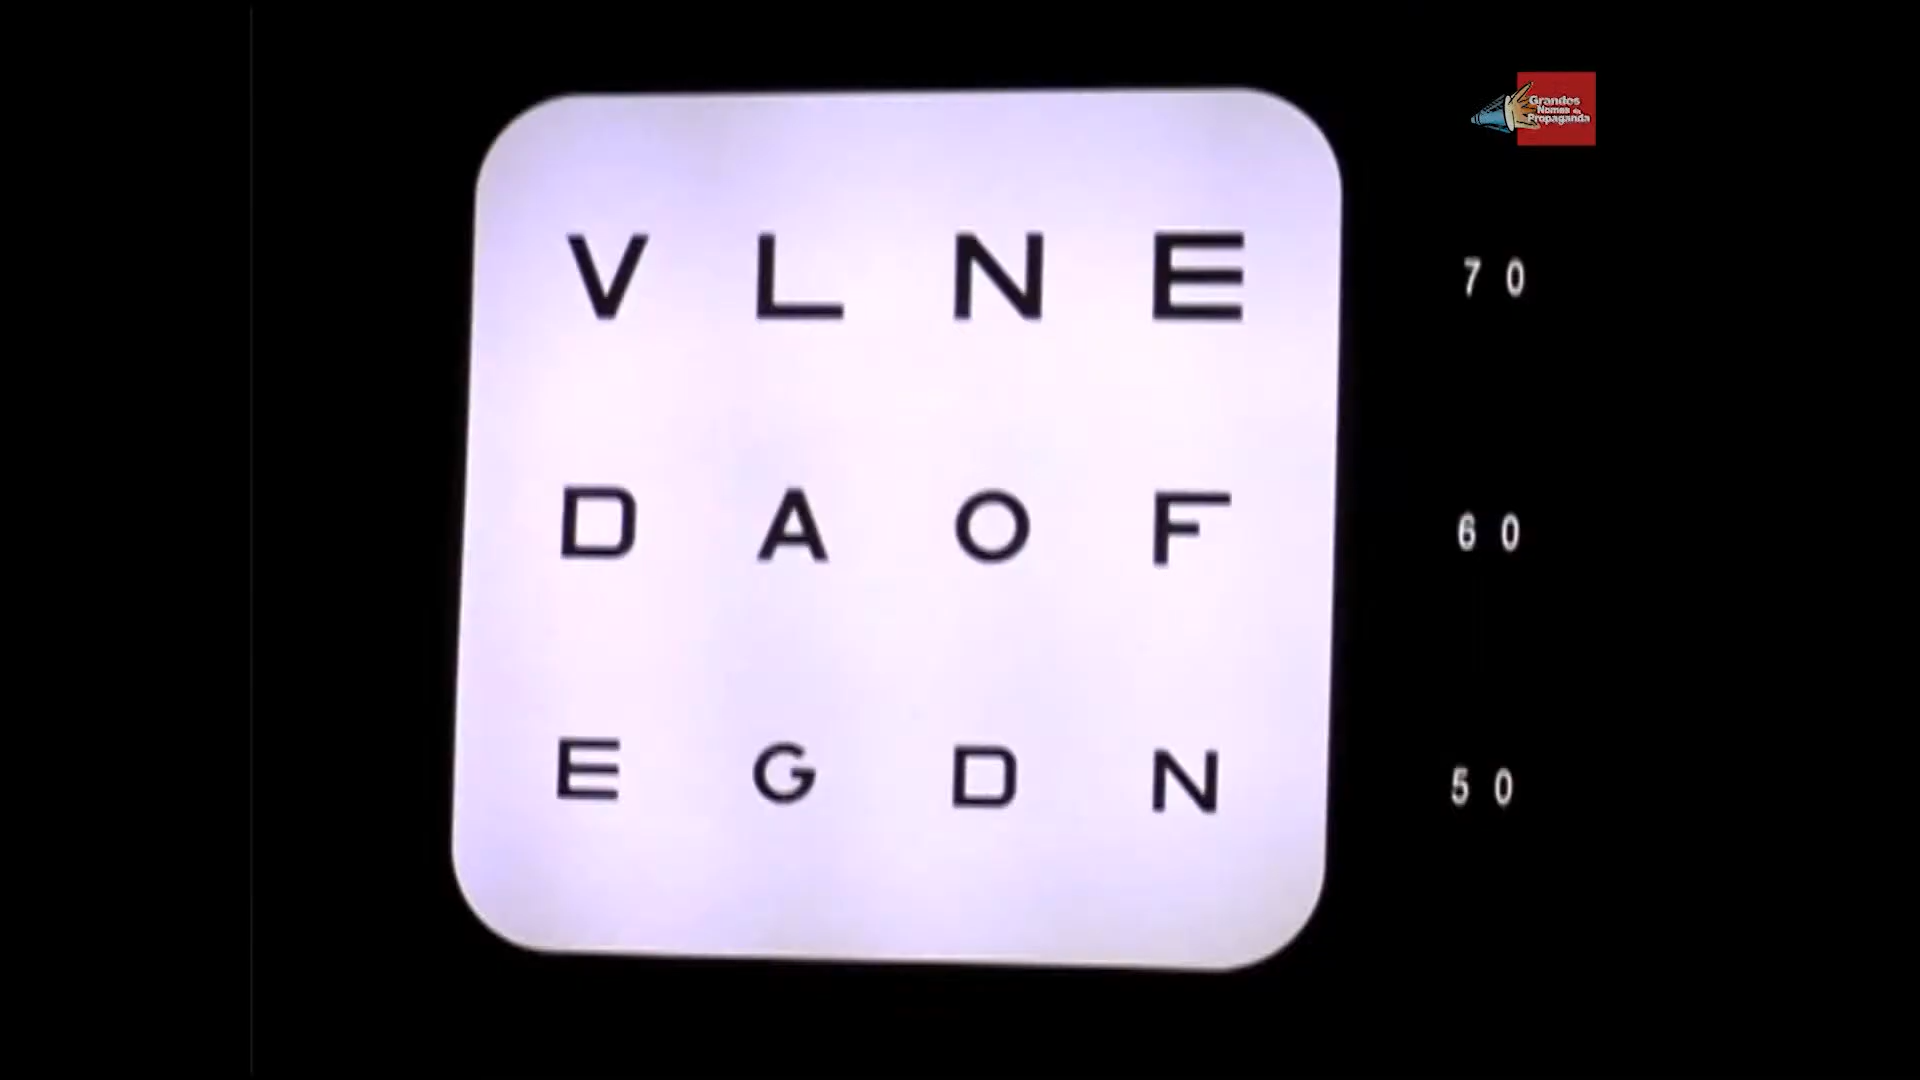 Grandes
Nomes da
Propaganda
V L N E 70
D A O F 60
E G D N 50